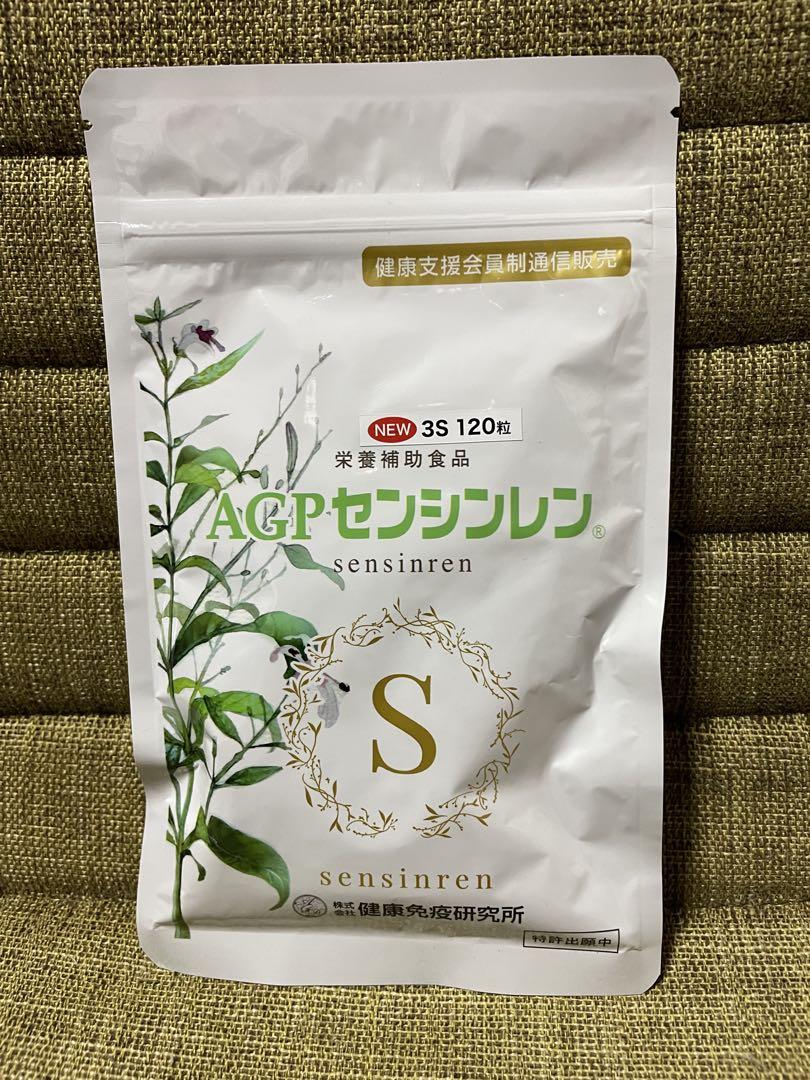 健康支援会員制通信販売
NEW 3S 120粒
栄養補助食品
AGPセンシンレン®
sensinren
S
sensinren
株式会社 健康免疫研究所
特許出願中